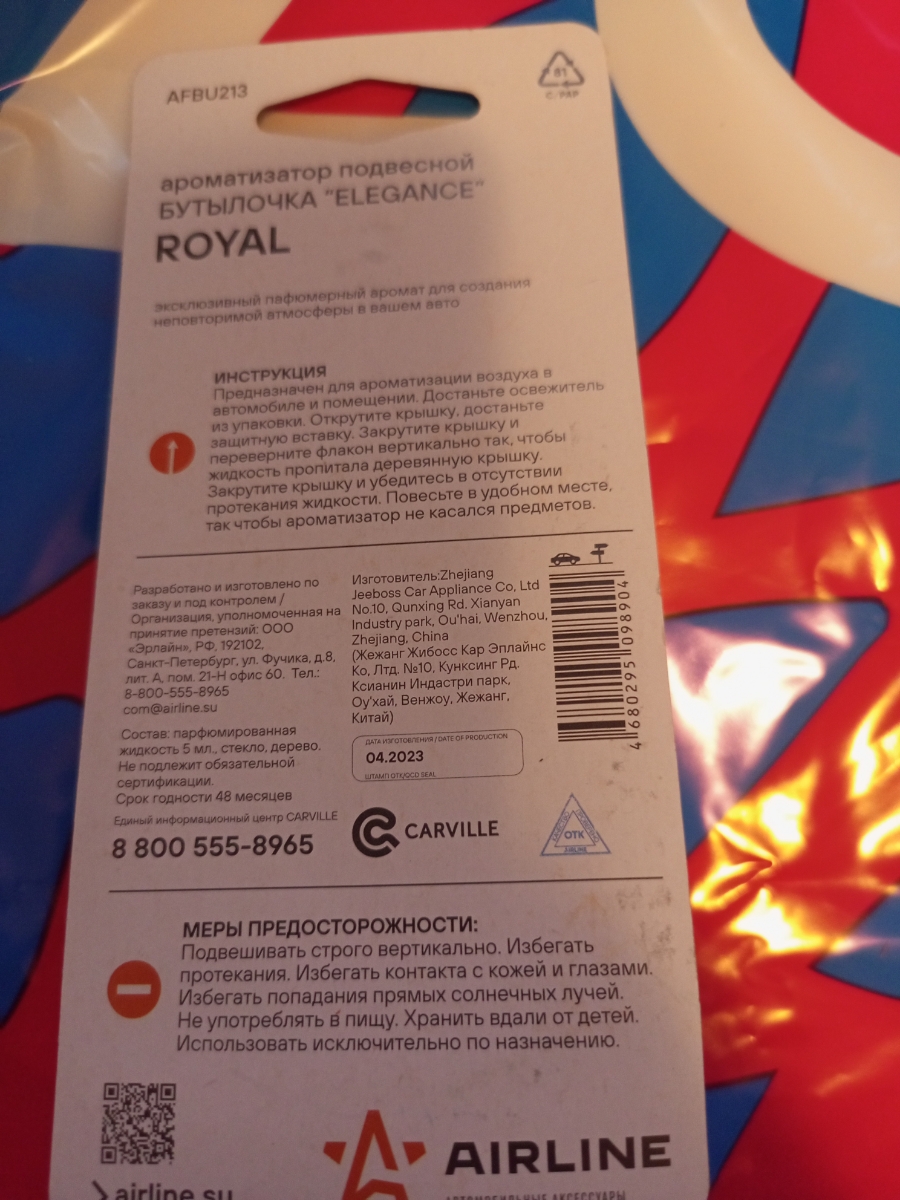 AFBU213
81
C/PAP
ароматизатор подвесной
БУТЫЛОЧКА "ELEGANCE"
ROYAL
эксклюзивный пафюмерный аромат для создания
неповторимой атмосферы в вашем авто
ИНСТРУКЦИЯ
Предназначен для ароматизации воздуха в
автомобиле и помещении. Достаньте освежитель
из упаковки. Открутите крышку, достаньте
защитную вставку. Закрутите крышку и
переверните флакон вертикально так, чтобы
жидкость пропитала деревянную крышку.
Закрутите крышку и убедитесь в отсутствии
протекания жидкости. Повесьте в удобном месте,
так чтобы ароматизатор не касался предметов.
Разработано и изготовлено по
заказу и под контролем /
Организация, уполномоченная на
принятие претензий: ООО
«Эрлайн», РФ, 192102,
Санкт-Петербург, ул. Фучика, д.8,
лит. А, пом. 21-Н офис 60. Тел.:
8-800-555-8965
com@airline.su
Состав: парфюмированная
жидкость 5 мл., стекло, дерево.
Не подлежит обязательной
сертификации.
Срок годности 48 месяцев
Единый информационный центр CARVILLE
8 800 555-8965
Изготовитель:Zhejiang
Jeeboss Car Appliance Co, Ltd
No.10, Qunxing Rd. Xianyan
Industry park, Ou'hai, Wenzhou,
Zhejiang, China
(Жежанг Жибосс Кар Эплайнс
Ко, Лтд. №10, Кунксинг Рд.
Ксианин Индастри парк,
Оу'хай, Венжоу, Жежанг,
Китай)
ДАТА ИЗГОТОВЛЕНИЯ / DATE OF PRODUCTION
04.2023
ШТАМП ОТК/QCD SEAL
CARVILLE
4 680295 098904
ОТК
AIRLINE
МЕРЫ ПРЕДОСТОРОЖНОСТИ:
Подвешивать строго вертикально. Избегать
протекания. Избегать контакта с кожей и глазами.
Избегать попадания прямых солнечных лучей.
Не употреблять в пищу. Хранить вдали от детей.
Использовать исключительно по назначению.
airline.su
AIRLINE
АВТОМОБИЛЬНЫЕ АКСЕССУАРЫ